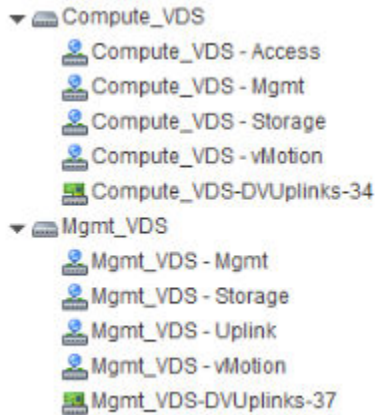 Compute_VDS
Compute_VDS - Access
Compute_VDS - Mgmt
Compute_VDS - Storage
Compute_VDS - vMotion
Compute_VDS-DVUplinks-34
Mgmt_VDS
Mgmt_VDS - Mgmt
Mgmt_VDS - Storage
Mgmt_VDS - Uplink
Mgmt_VDS - vMotion
Mgmt_VDS-DVUplinks-37